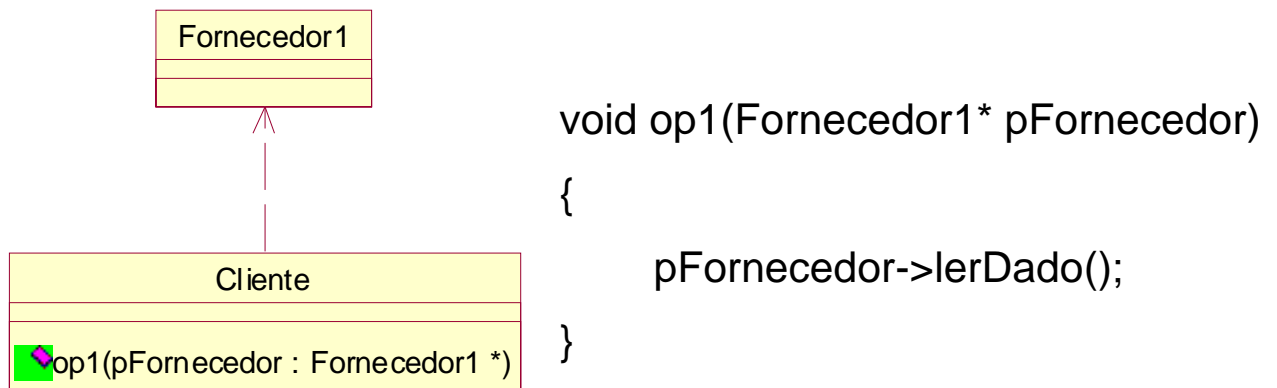 Fornecedor1
Cliente
op1(pFornecedor : Fornecedor1 *)
void op1(Fornecedor1* pFornecedor)
{
pFornecedor->lerDado();
}